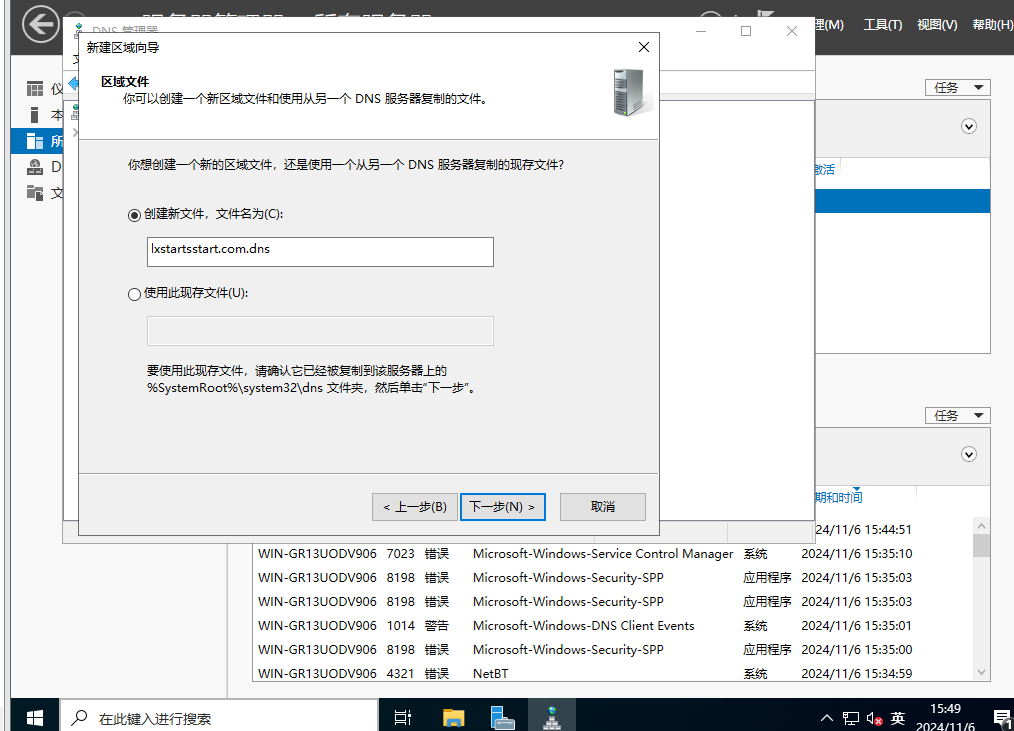 理(M) 工具(T) 视图(V) 帮助(H)
DNS 管理器
新建区域向导
区域文件
你可以创建一个新区域文件和使用从另一个 DNS 服务器复制的文件。
你想创建一个新的区域文件，还是使用一个从另一个 DNS 服务器复制的现存文件?
创建新文件，文件名为(C):
lxstartsstart.com.dns
使用此现存文件(U):
要使用此现存文件，请确认它已经被复制到该服务器上的
%SystemRoot%\system32\dns 文件夹，然后单击“下一步”。
< 上一步(B) 下一步(N) > 取消
仪
本
所
D
文
任务
激活
任务
期和时间
24/11/6 15:44:51
WIN-GR13UODV906 7023 错误 Microsoft-Windows-Service Control Manager 系统 2024/11/6 15:35:10
WIN-GR13UODV906 8198 错误 Microsoft-Windows-Security-SPP 应用程序 2024/11/6 15:35:03
WIN-GR13UODV906 8198 错误 Microsoft-Windows-Security-SPP 应用程序 2024/11/6 15:35:03
WIN-GR13UODV906 1014 警告 Microsoft-Windows-DNS Client Events 系统 2024/11/6 15:35:01
WIN-GR13UODV906 8198 错误 Microsoft-Windows-Security-SPP 应用程序 2024/11/6 15:35:00
WIN-GR13UODV906 4321 错误 NetBT 系统 2024/11/6 15:34:59
在此键入进行搜索
英
15:49
2024/11/6
1